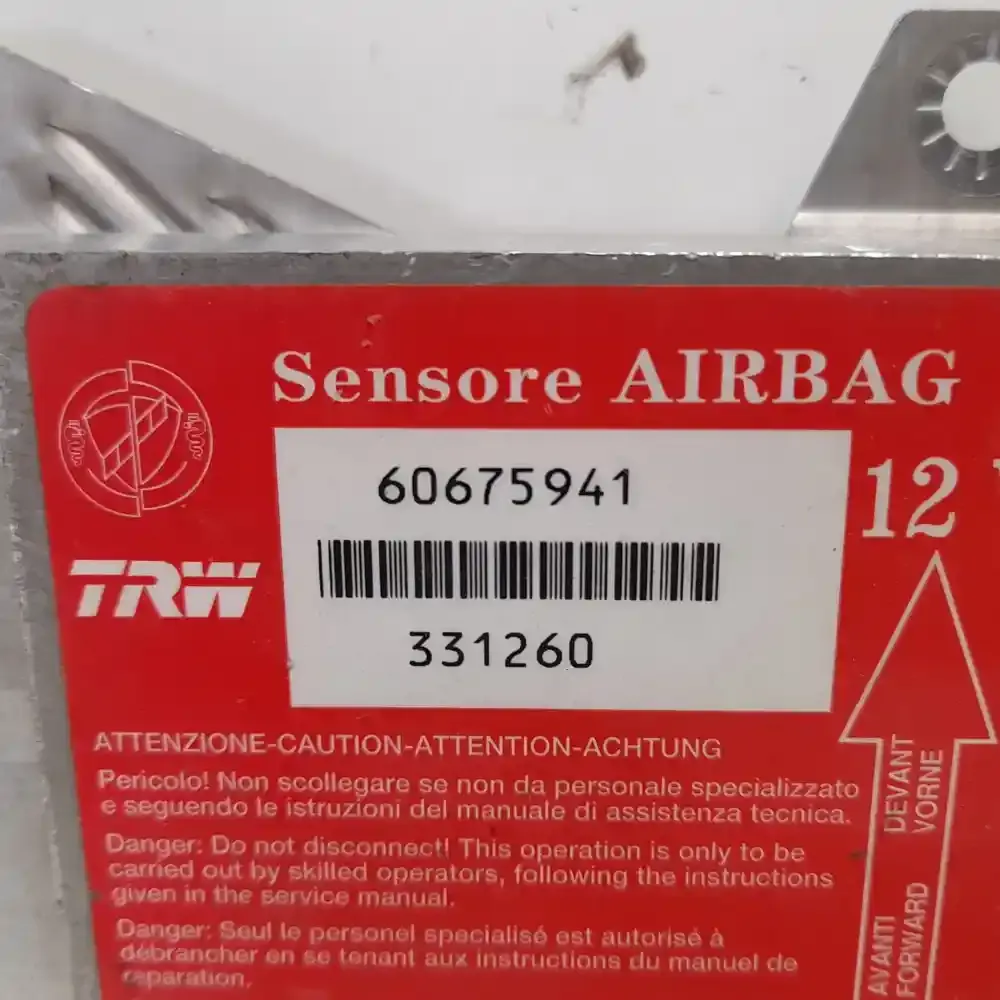 Sensore AIRBAG
60675941
12
TRW
331260
ATTENZIONE-CAUTION-ATTENTION-ACHTUNG
Pericolo! Non scollegare se non da personale specializzato
e seguendo le istruzioni del manuale di assistenza tecnica.
Danger: Do not disconnect! This operation is only to be
carried out by skilled operators, following the instructions
given in the service manual.
Danger: Seul le personel specialisé est autorisé à
débrancher en se tenant aux instructions du manuel de
réparation.
DEVANT
VORNE
AVANTI
FORWARD